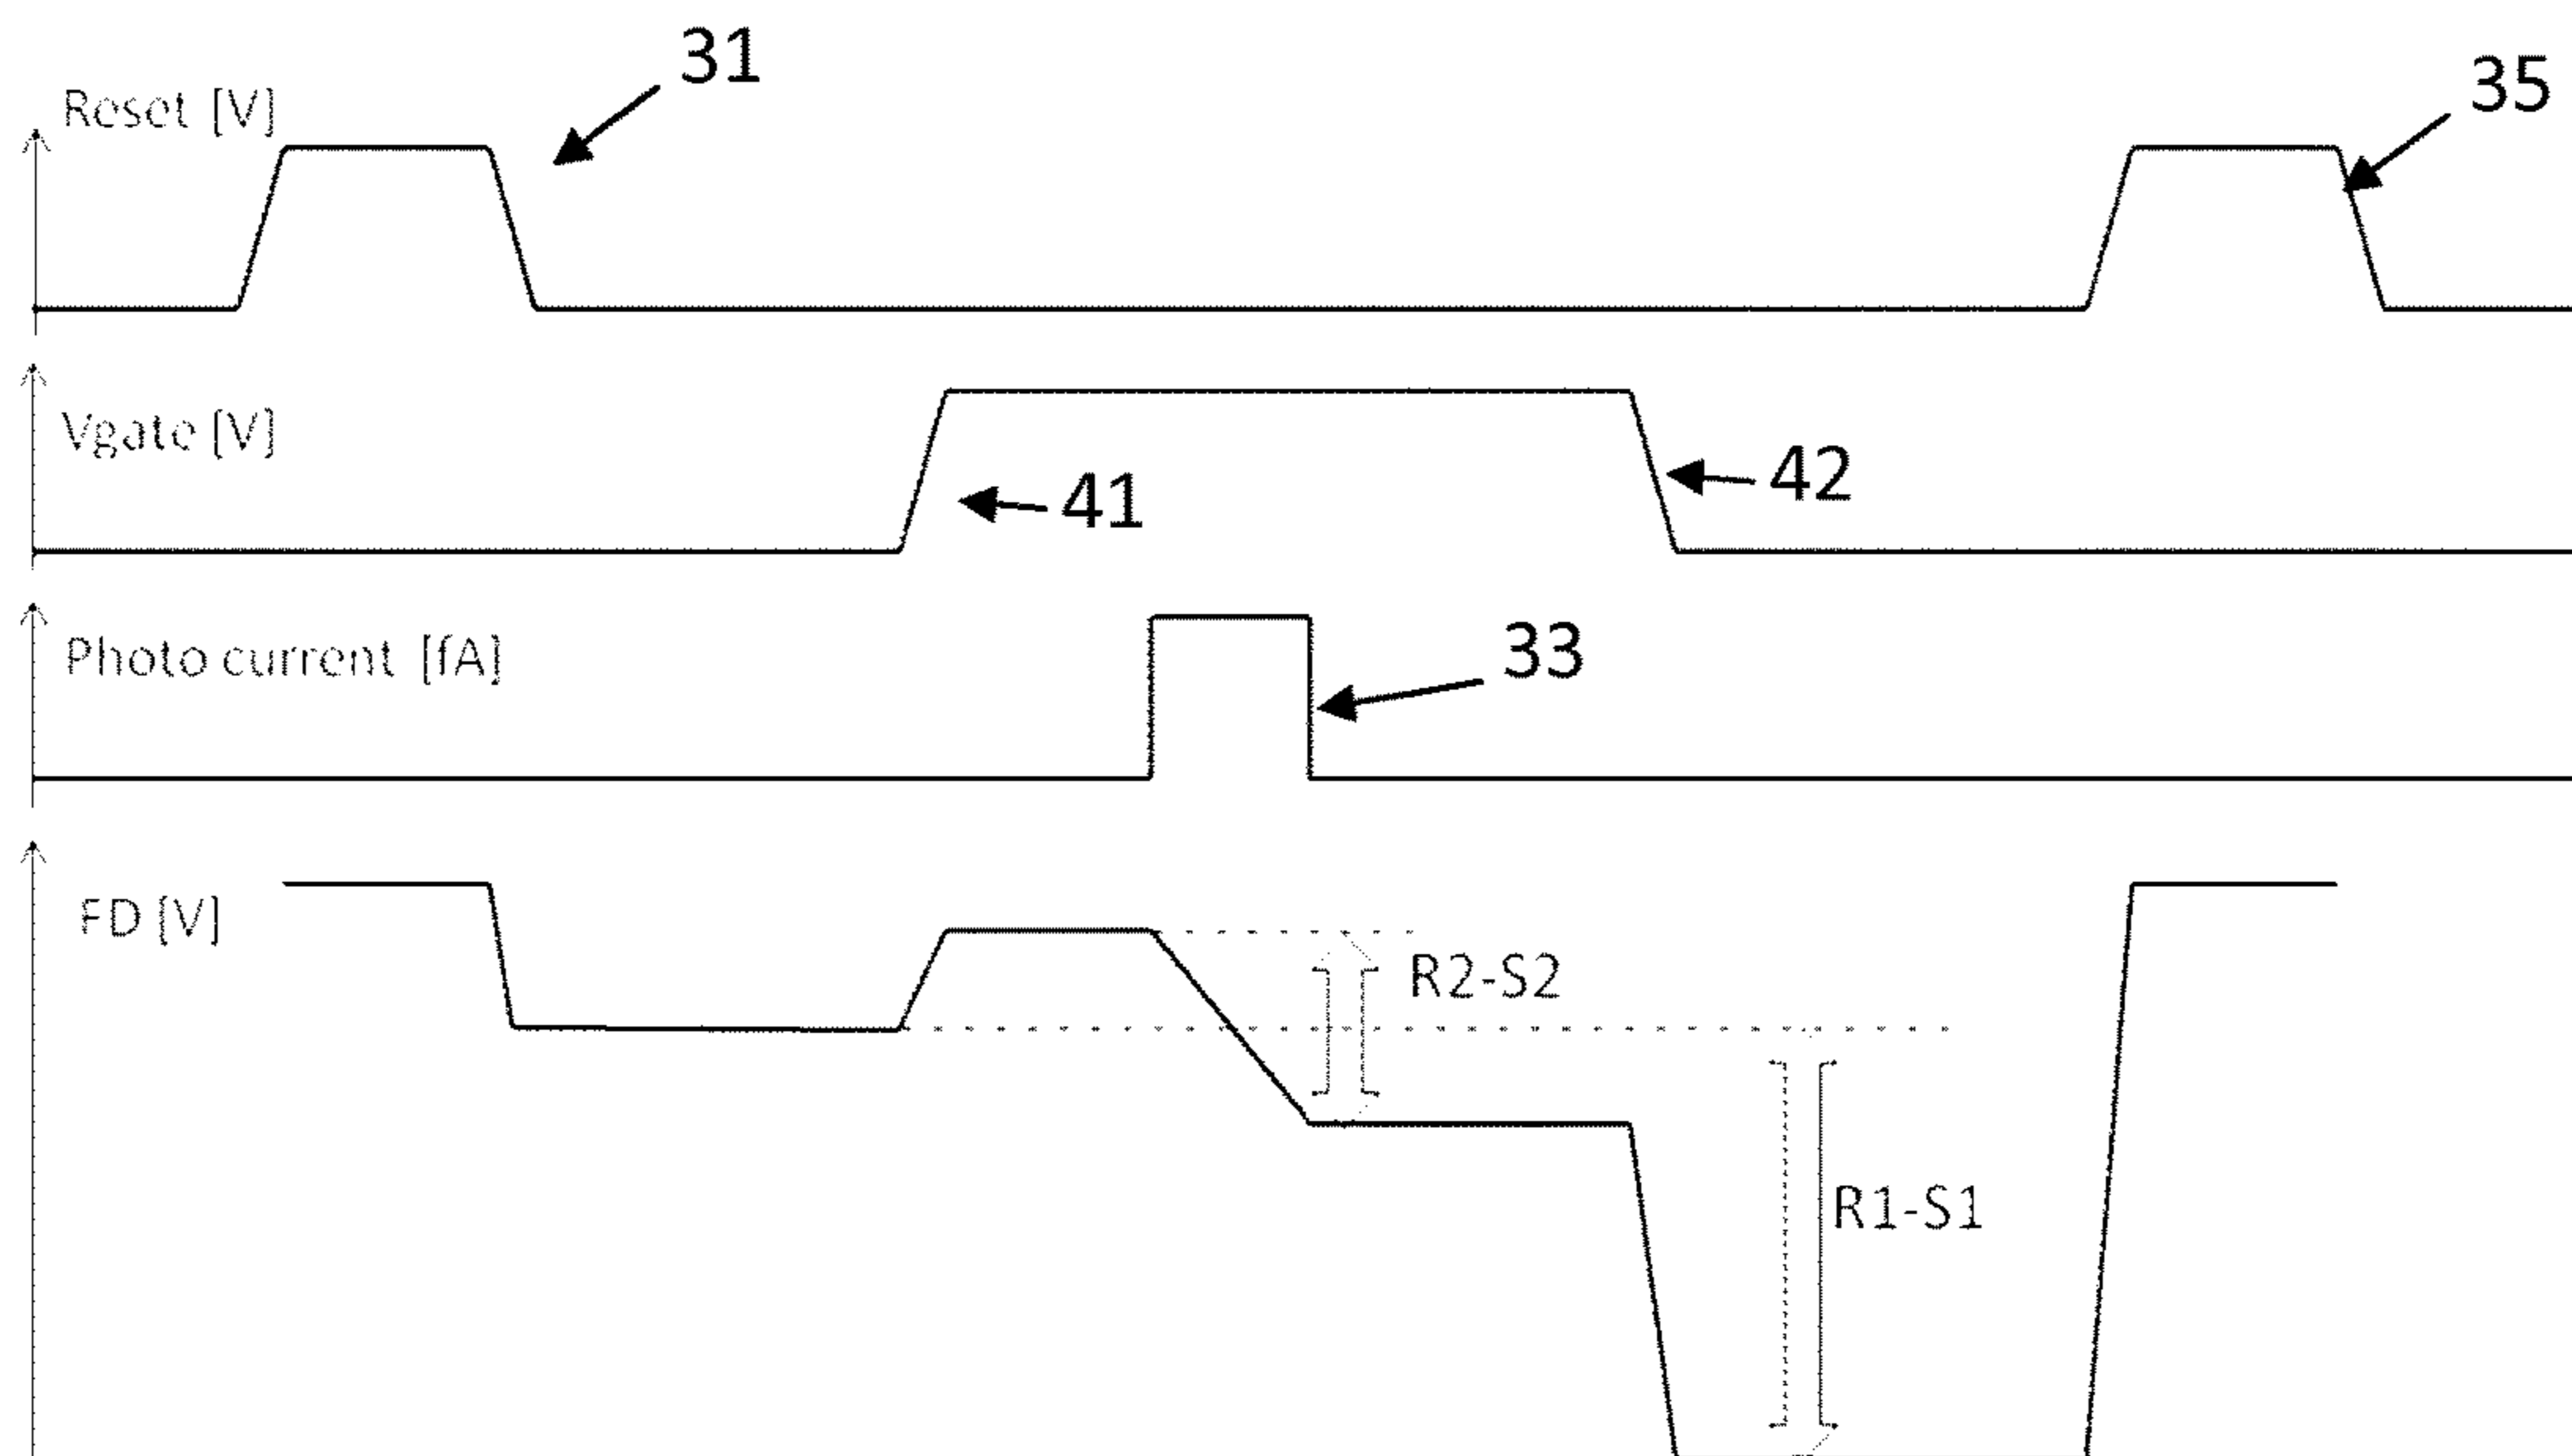 31
35
Reset [V]
Vgate [V]
41
42
Photo current [fA]
33
FD [V]
R2-S2
R1-S1